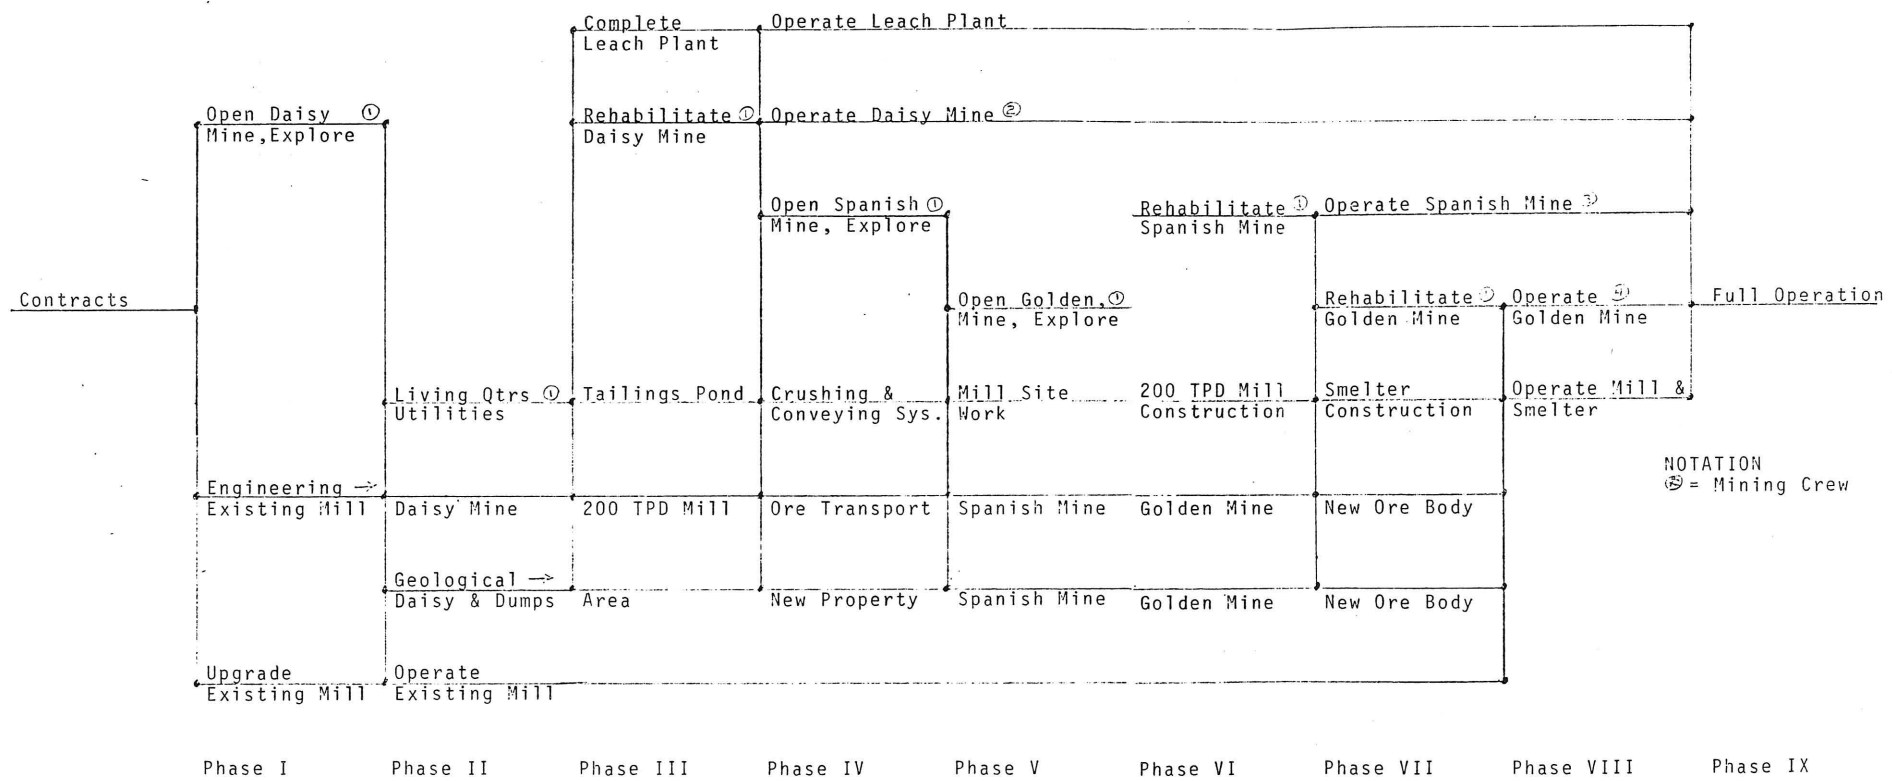 Complete
Leach Plant
Operate Leach Plant
Open Daisy ①
Mine,Explore
Rehabilitate ①
Daisy Mine
Operate Daisy Mine ②
Open Spanish ①
Mine, Explore
Rehabilitate ①
Spanish Mine
Operate Spanish Mine ③
Contracts
Open Golden, ①
Mine, Explore
Rehabilitate ①
Golden Mine
Operate ④
Golden Mine
Full Operation
Living Qtrs ①
Utilities
Tailings Pond
Crushing &
Conveying Sys.
Mill Site
Work
200 TPD Mill
Construction
Smelter
Construction
Operate Mill &
Smelter
NOTATION
= Mining Crew
Engineering →
Existing Mill
Daisy Mine
200 TPD Mill
Ore Transport
Spanish Mine
Golden Mine
New Ore Body
Geological →
Daisy & Dumps
Area
New Property
Spanish Mine
Golden Mine
New Ore Body
Upgrade
Existing Mill
Operate
Existing Mill
Phase I
Phase II
Phase III
Phase IV
Phase V
Phase VI
Phase VII
Phase VIII
Phase IX